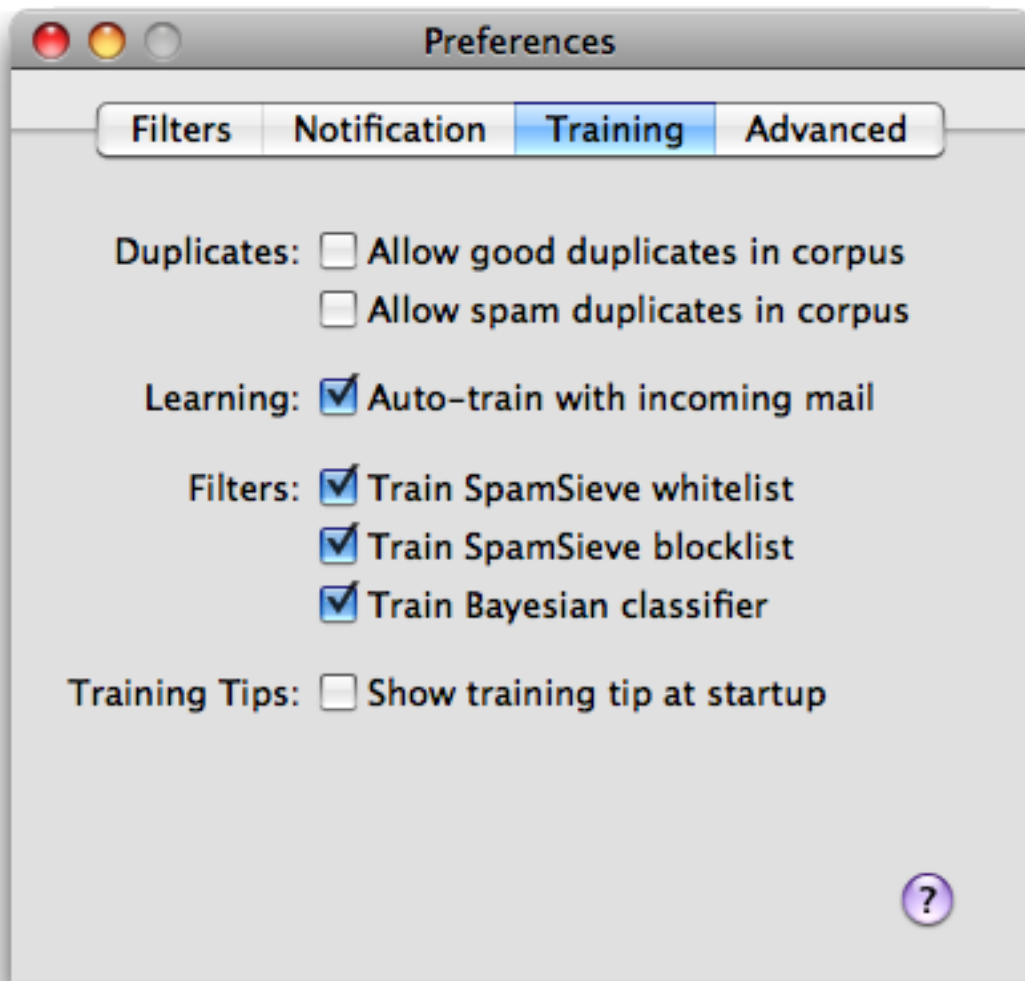 Preferences
Filters Notification Training Advanced
Duplicates: Allow good duplicates in corpus
Allow spam duplicates in corpus
Learning: Auto-train with incoming mail
Filters: Train SpamSieve whitelist
Train SpamSieve blocklist
Train Bayesian classifier
Training Tips: Show training tip at startup
?